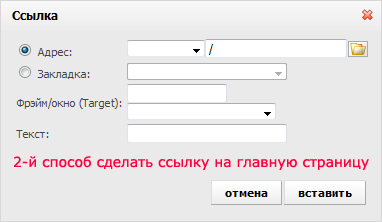 Ссылка
Адрес: /
Закладка:
Фрэйм/окно (Target):
Текст:
2-й способ сделать ссылку на главную страницу
отмена вставить